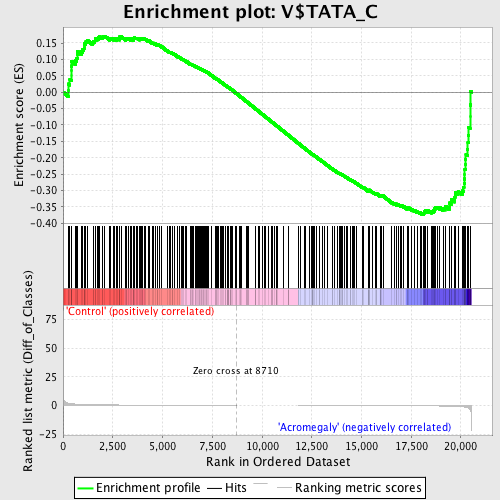 Enrichment plot: V$TATA_C
Enrichment score (ES)
0.15
0.10
0.05
0.00
-0.05
-0.10
-0.15
-0.20
-0.25
-0.30
-0.35
-0.40
'Control' (positively correlated)
Ranked list metric (Diff_of_Classes)
75
50
25
0
-25
Zero cross at 8710
'Acromegaly' (negatively correlated)
0 2,500 5,000 7,500 10,000 12,500 15,000 17,500 20,000
Rank in Ordered Dataset
Enrichment profile Hits Ranking metric scores